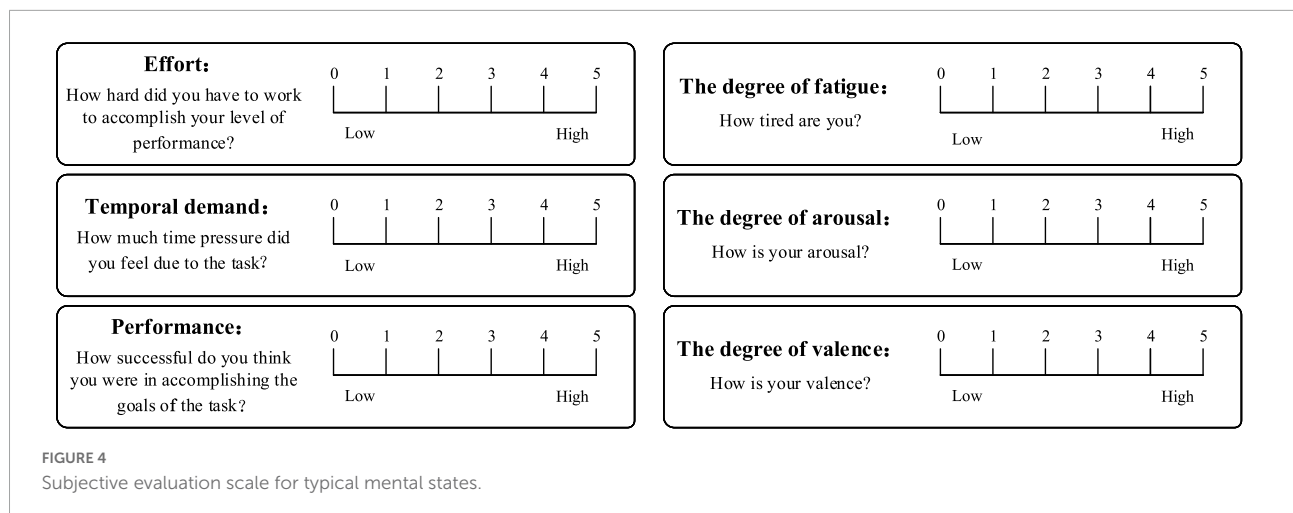 Effort：
How hard did you have to work
to accomplish your level of
performance?
0 1 2 3 4 5
Low High
Temporal demand：
How much time pressure did
you feel due to the task?
0 1 2 3 4 5
Low High
Performance：
How successful do you think
you were in accomplishing the
goals of the task?
0 1 2 3 4 5
Low High
The degree of fatigue：
How tired are you?
0 1 2 3 4 5
Low High
The degree of arousal：
How is your arousal?
0 1 2 3 4 5
Low High
The degree of valence：
How is your valence?
0 1 2 3 4 5
Low High
FIGURE 4
Subjective evaluation scale for typical mental states.